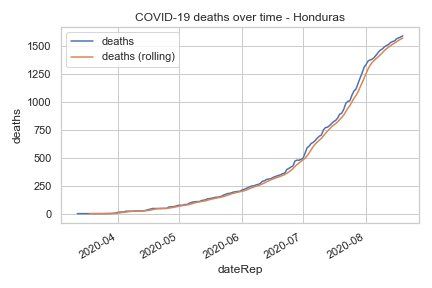 COVID-19 deaths over time - Honduras
deaths
deaths (rolling)
deaths
1500
1250
1000
750
500
250
0
2020-04
2020-05
2020-06
2020-07
2020-08
dateRep